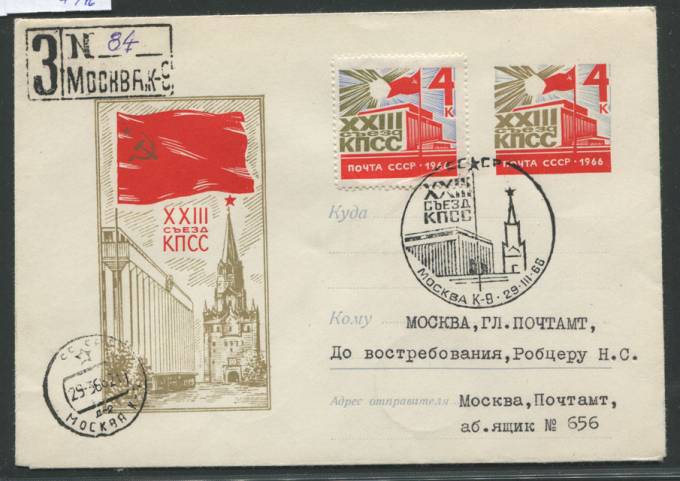 З N 84
МОСКВА К-9
XXIII
СЪЕЗД
КПСС
4 К
XXIII
СЪЕЗД
КПСС
ПОЧТА СССР · 1966
4 К
XXIII
СЪЕЗД
КПСС
ПОЧТА СССР · 1966
СССР
XXIII
СЪЕЗД
КПСС
МОСКВА К-9 · 29·III·66
Куда
Кому МОСКВА,ГЛ.ПОЧТАМТ,
До востребования,Робцеру Н.С.
Адрес отправителя Москва,Почтамт,
аб.ящик № 656
МОСКВА